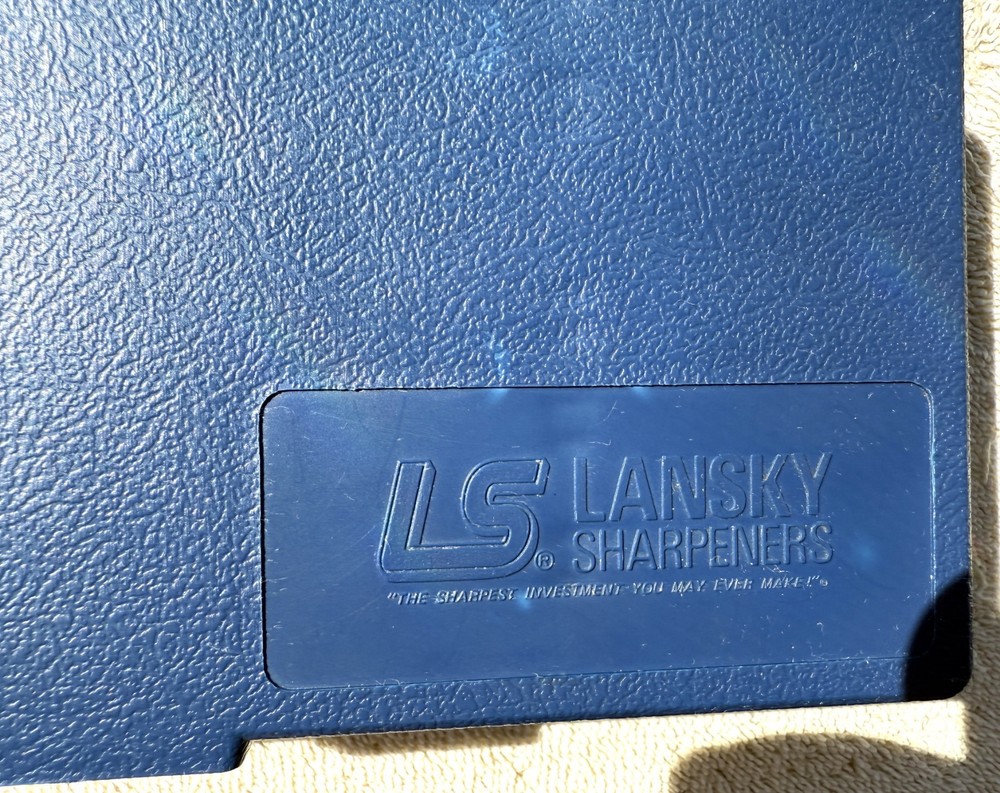 LS® LANSKY
SHARPENERS
"THE SHARPEST INVESTMENT YOU MAY EVER MAKE!"®